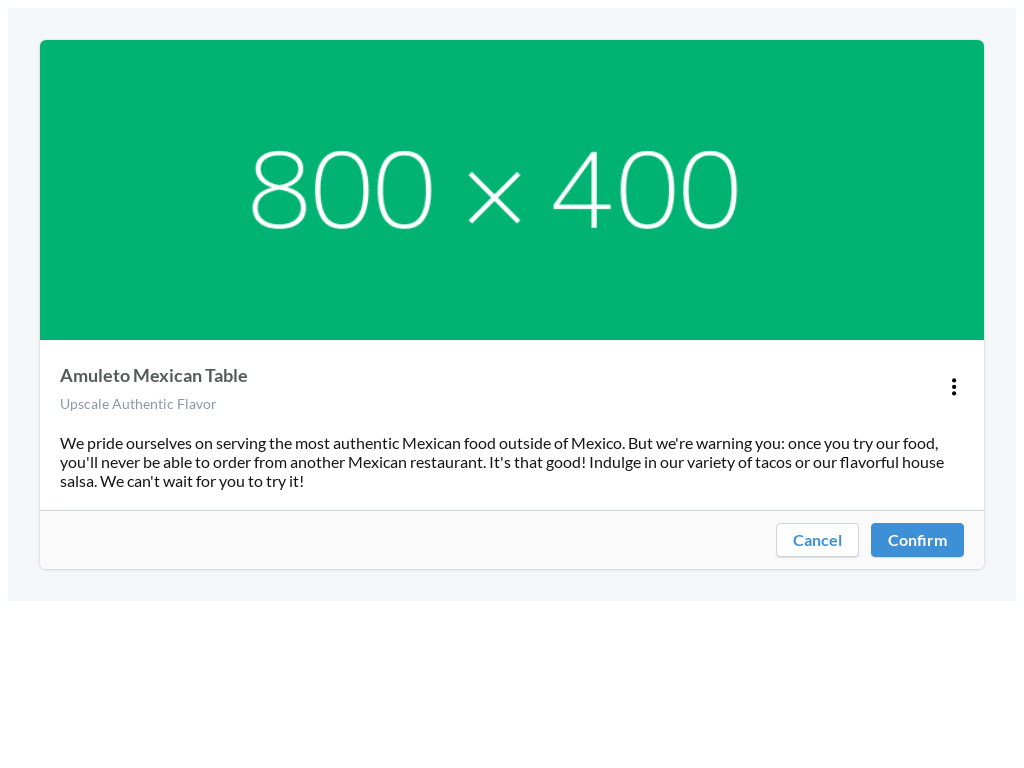 800 × 400
Amuleto Mexican Table
Upscale Authentic Flavor
We pride ourselves on serving the most authentic Mexican food outside of Mexico. But we're warning you: once you try our food,
you'll never be able to order from another Mexican restaurant. It's that good! Indulge in our variety of tacos or our flavorful house
salsa. We can't wait for you to try it!
Cancel Confirm